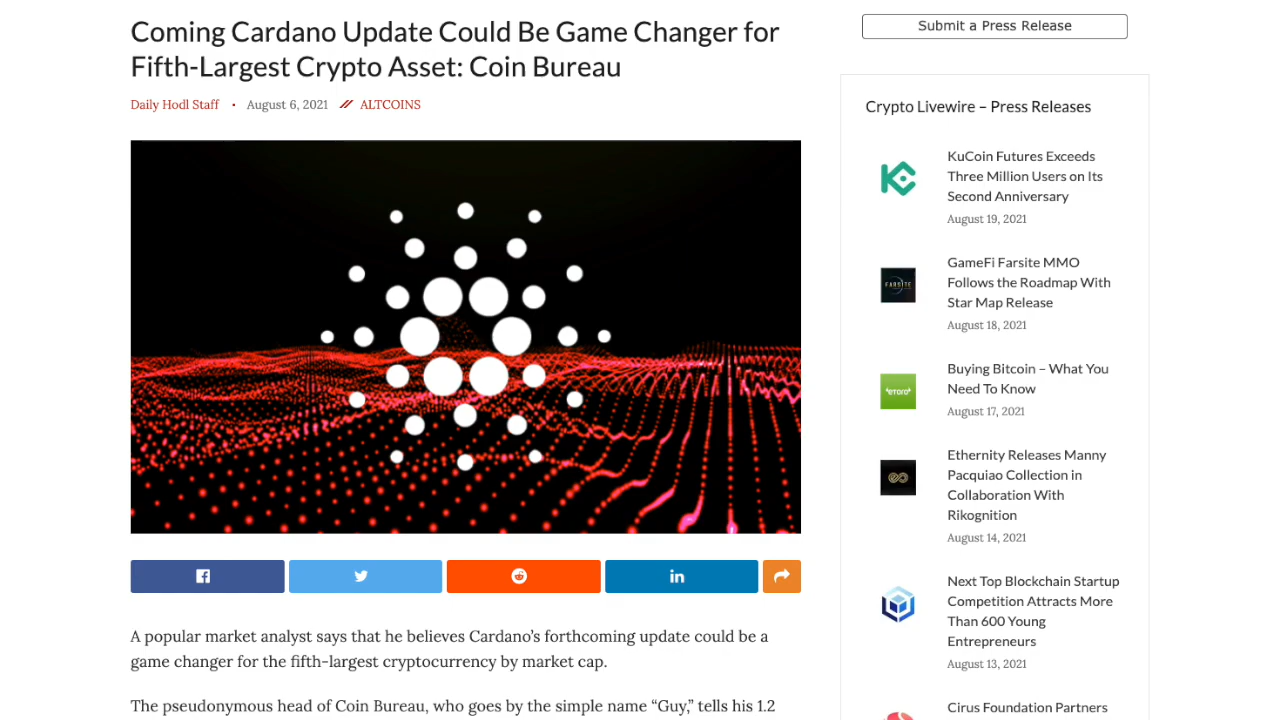 Coming Cardano Update Could Be Game Changer for
Fifth-Largest Crypto Asset: Coin Bureau
Daily Hodl Staff • August 6, 2021 ALTCOINS
A popular market analyst says that he believes Cardano’s forthcoming update could be a
game changer for the fifth-largest cryptocurrency by market cap.
The pseudonymous head of Coin Bureau, who goes by the simple name “Guy,” tells his 1.2
Submit a Press Release
Crypto Livewire – Press Releases
KuCoin Futures Exceeds
Three Million Users on Its
Second Anniversary
August 19, 2021
FARSITE
GameFi Farsite MMO
Follows the Roadmap With
Star Map Release
August 18, 2021
eToro
Buying Bitcoin – What You
Need To Know
August 17, 2021
Ethernity Releases Manny
Pacquiao Collection in
Collaboration With
Rikognition
August 14, 2021
Next Top Blockchain Startup
Competition Attracts More
Than 600 Young
Entrepreneurs
August 13, 2021
Cirus Foundation Partners